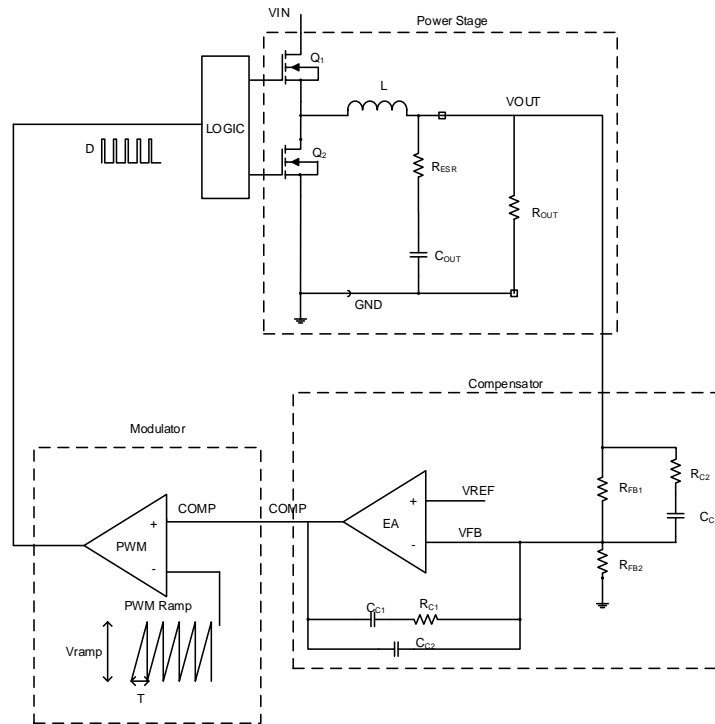 VIN
Power Stage
Q1
L
VOUT
LOGIC
D
Q2
RESR
ROUT
COUT
GND
Compensator
Modulator
RC2
RFB1
VREF
COMP
COMP
EA
VFB
PWM
RFB2
PWM Ramp
CC1
RC1
CC2
Vramp
T